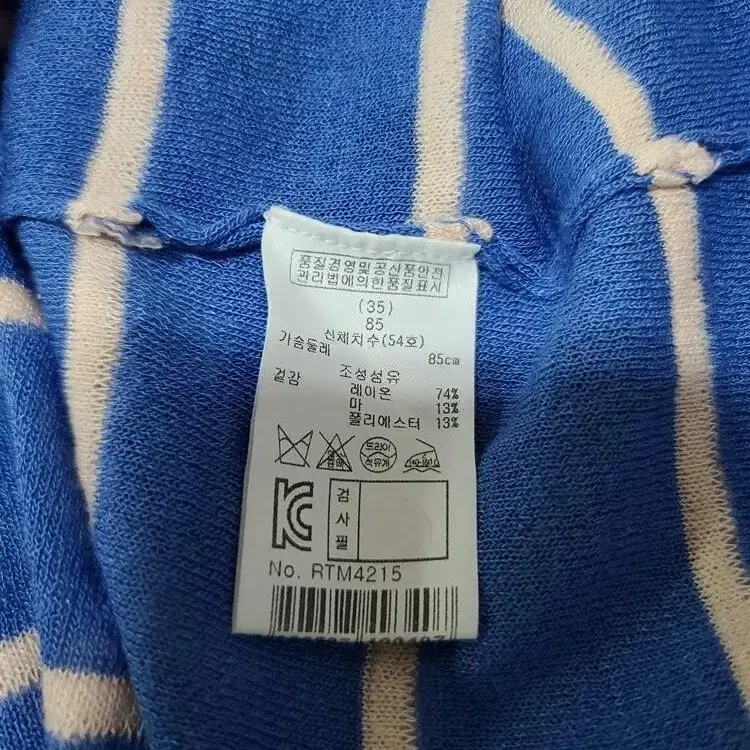 품질경영및공산품안전
관리법에의한품질표시
(35)
85
신체치수(54호)
가슴둘레 85cm
겉감 조성섬유
레이온 74%
마 13%
폴리에스터 13%
드라이
석유계
KC
검
사
필
No. RTM4215